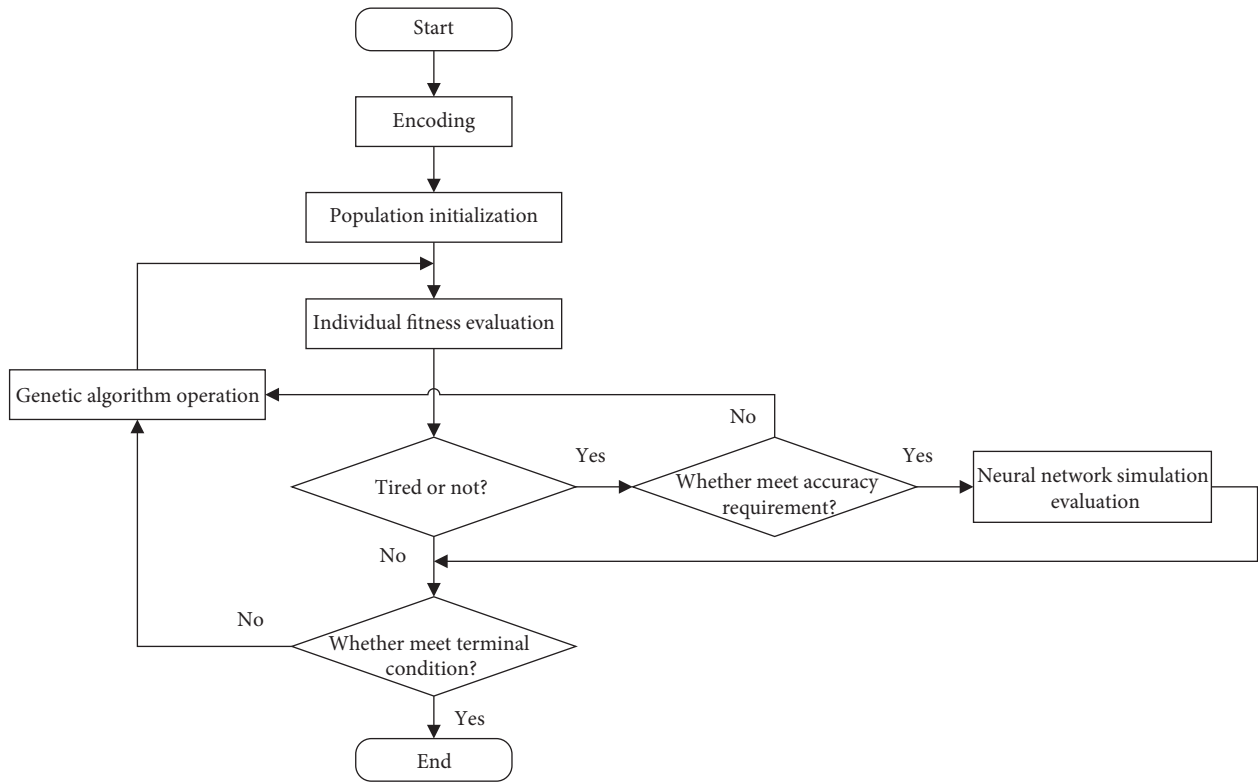 Start
Encoding
Population initialization
Individual fitness evaluation
Genetic algorithm operation
No
Tired or not?
Yes
Whether meet accuracy
requirement?
Yes
Neural network simulation
evaluation
No
No
Whether meet terminal
condition?
Yes
End